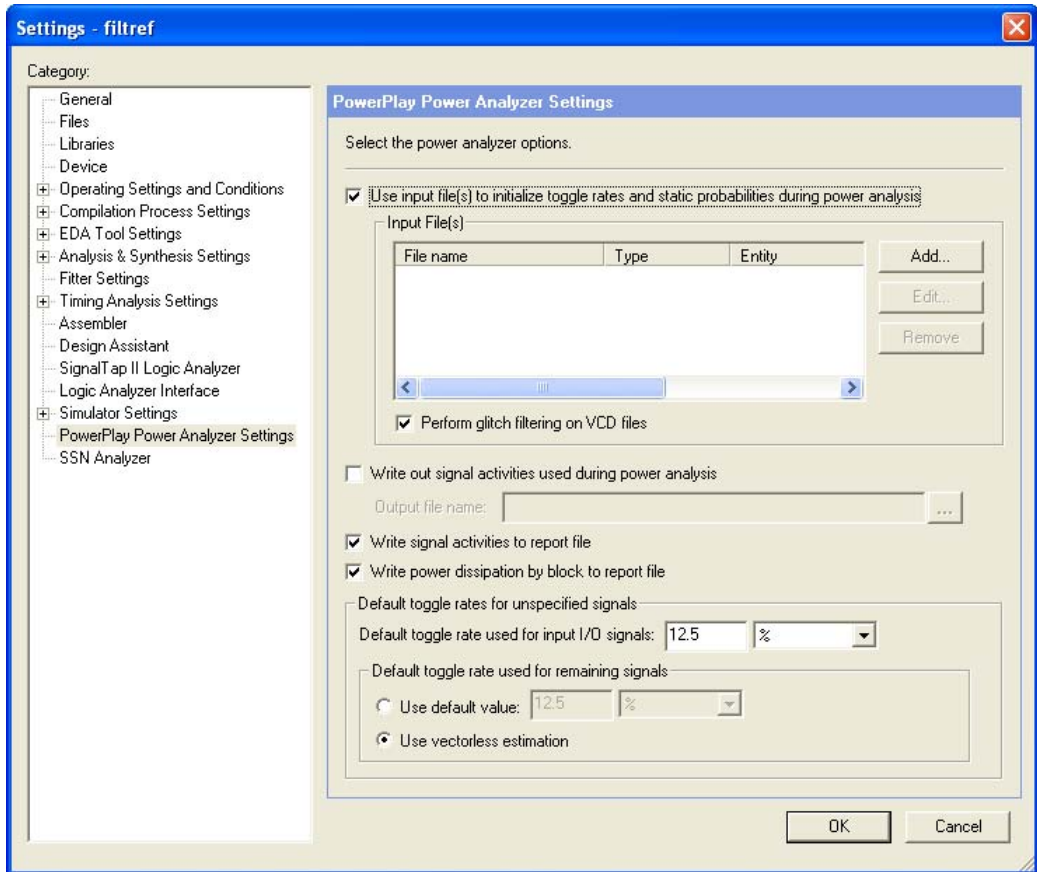 Settings - filtref
Category:
General
Files
Libraries
Device
Operating Settings and Conditions
Compilation Process Settings
EDA Tool Settings
Analysis & Synthesis Settings
Fitter Settings
Timing Analysis Settings
Assembler
Design Assistant
SignalTap II Logic Analyzer
Logic Analyzer Interface
Simulator Settings
PowerPlay Power Analyzer Settings
SSN Analyzer
PowerPlay Power Analyzer Settings
Select the power analyzer options.
Use input file(s) to initialize toggle rates and static probabilities during power analysis
Input File(s)
File name Type Entity
Add...
Edit...
Remove
Perform glitch filtering on VCD files
Write out signal activities used during power analysis
Output file name: ...
Write signal activities to report file
Write power dissipation by block to report file
Default toggle rates for unspecified signals
Default toggle rate used for input I/O signals: 12.5 %
Default toggle rate used for remaining signals
Use default value: 12.5 %
Use vectorless estimation
OK Cancel